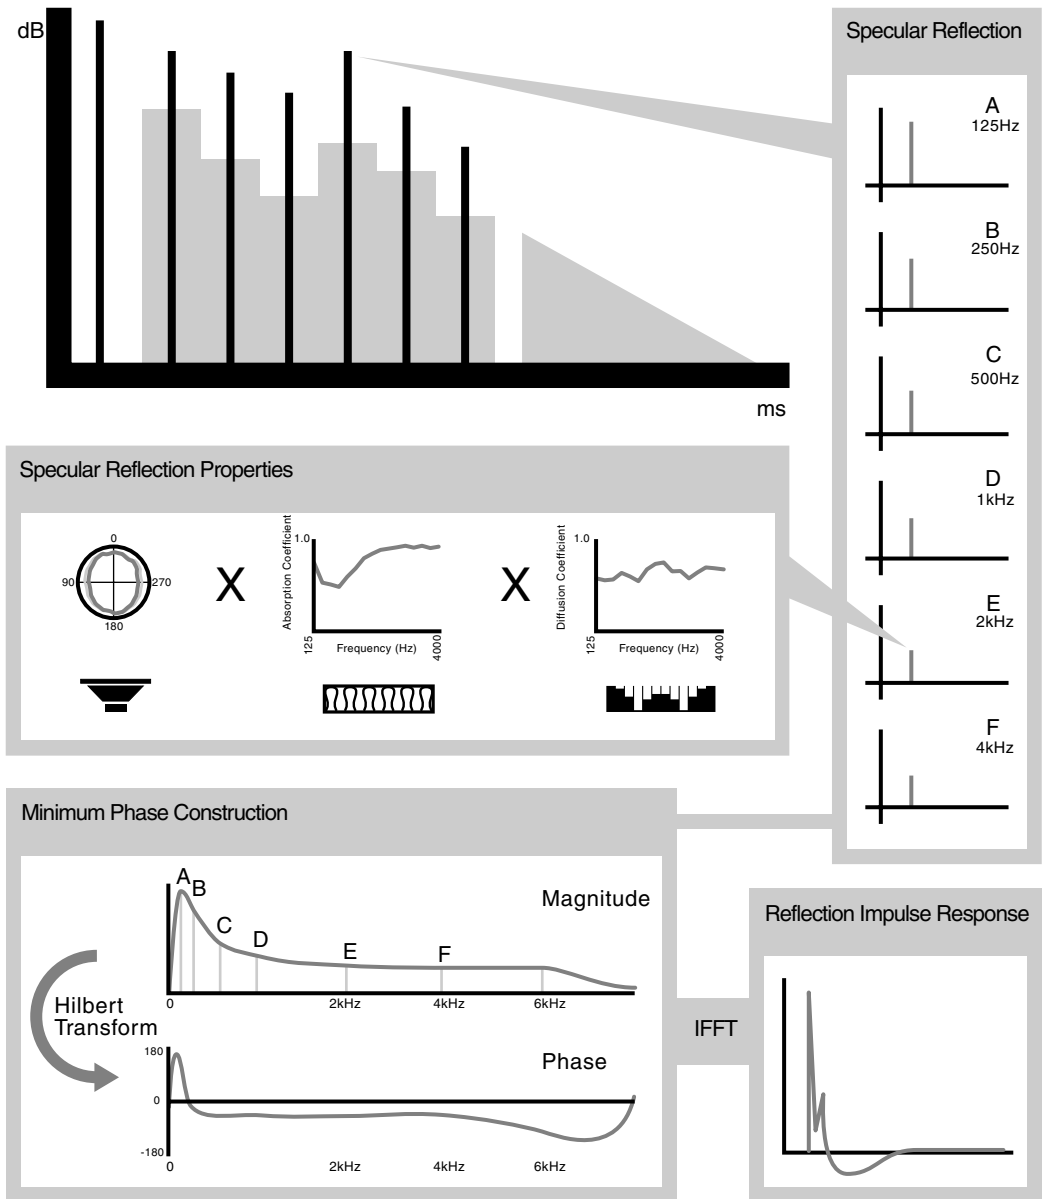 dB
ms
Specular Reflection
A
125Hz
B
250Hz
C
500Hz
D
1kHz
E
2kHz
F
4kHz
Specular Reflection Properties
0
90
270
180
X
1.0
Absorption Coefficient
125
Frequency (Hz)
4000
X
1.0
Diffusion Coefficient
125
Frequency (Hz)
4000
Minimum Phase Construction
A
B
C
D
E
F
Magnitude
0
2kHz
4kHz
6kHz
Hilbert
Transform
180
0
-180
Phase
0
2kHz
4kHz
6kHz
IFFT
Reflection Impulse Response